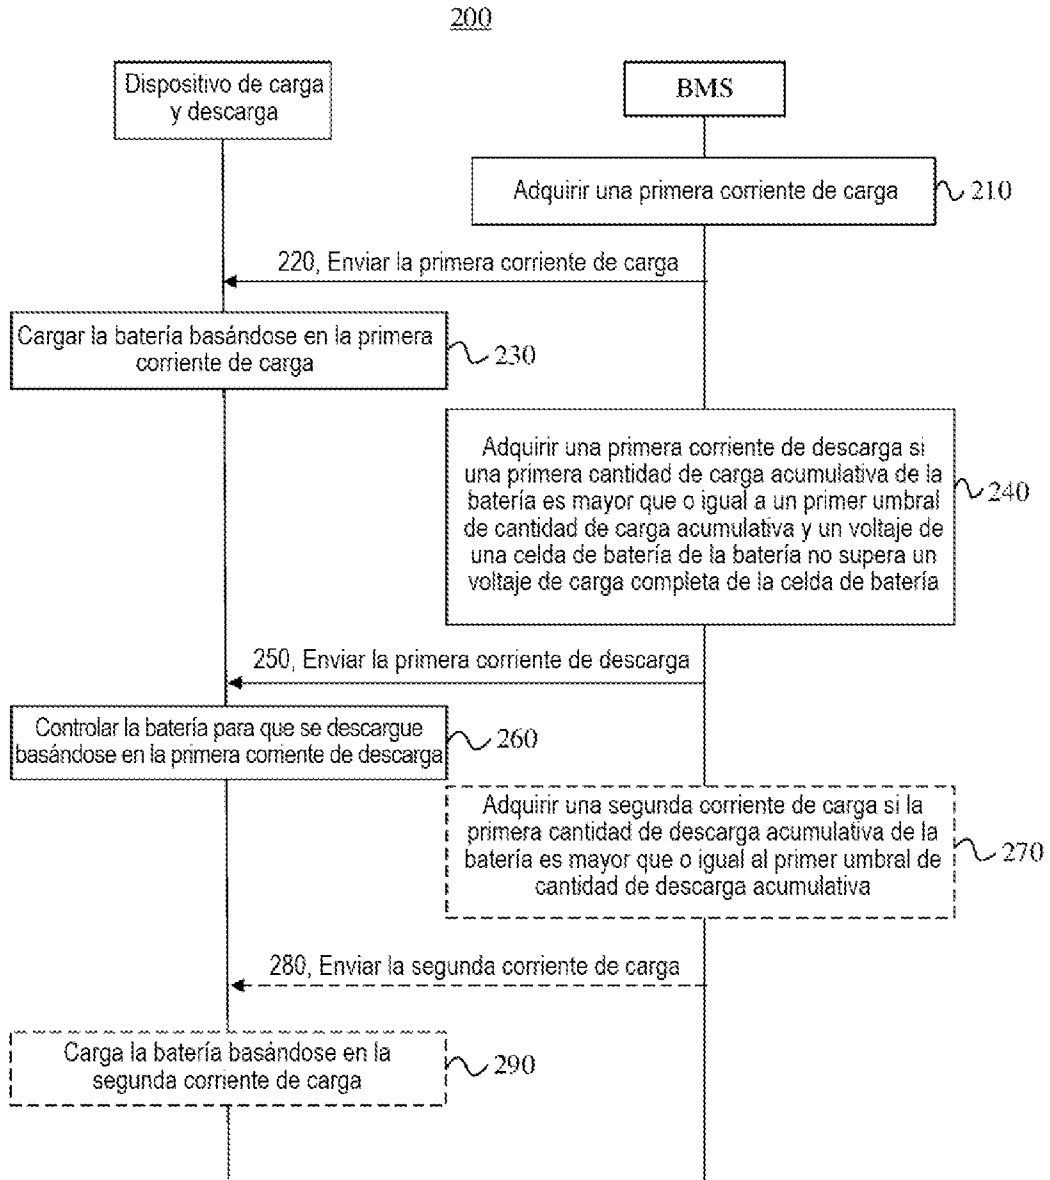 200
Dispositivo de carga
y descarga
BMS
Adquirir una primera corriente de carga
210
220, Enviar la primera corriente de carga
Cargar la batería basándose en la primera
corriente de carga
230
Adquirir una primera corriente de descarga si
una primera cantidad de carga acumulativa de la
batería es mayor que o igual a un primer umbral
de cantidad de carga acumulativa y un voltaje de
una celda de batería de la batería no supera un
voltaje de carga completa de la celda de batería
240
250, Enviar la primera corriente de descarga
Controlar la batería para que se descargue
basándose en la primera corriente de descarga
260
Adquirir una segunda corriente de carga si la
primera cantidad de descarga acumulativa de la
batería es mayor que o igual al primer umbral de
cantidad de descarga acumulativa
270
280, Enviar la segunda corriente de carga
Carga la batería basándose en la
segunda corriente de carga
290